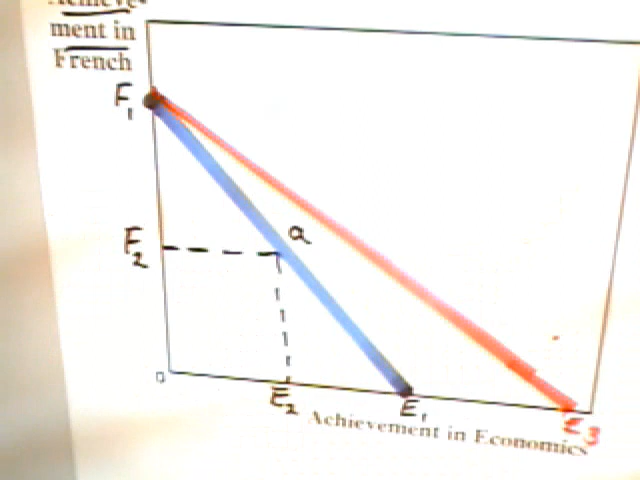 Achieve-
ment in
French
F1
a
F2
0
E2
E1
E3
Achievement in Economics